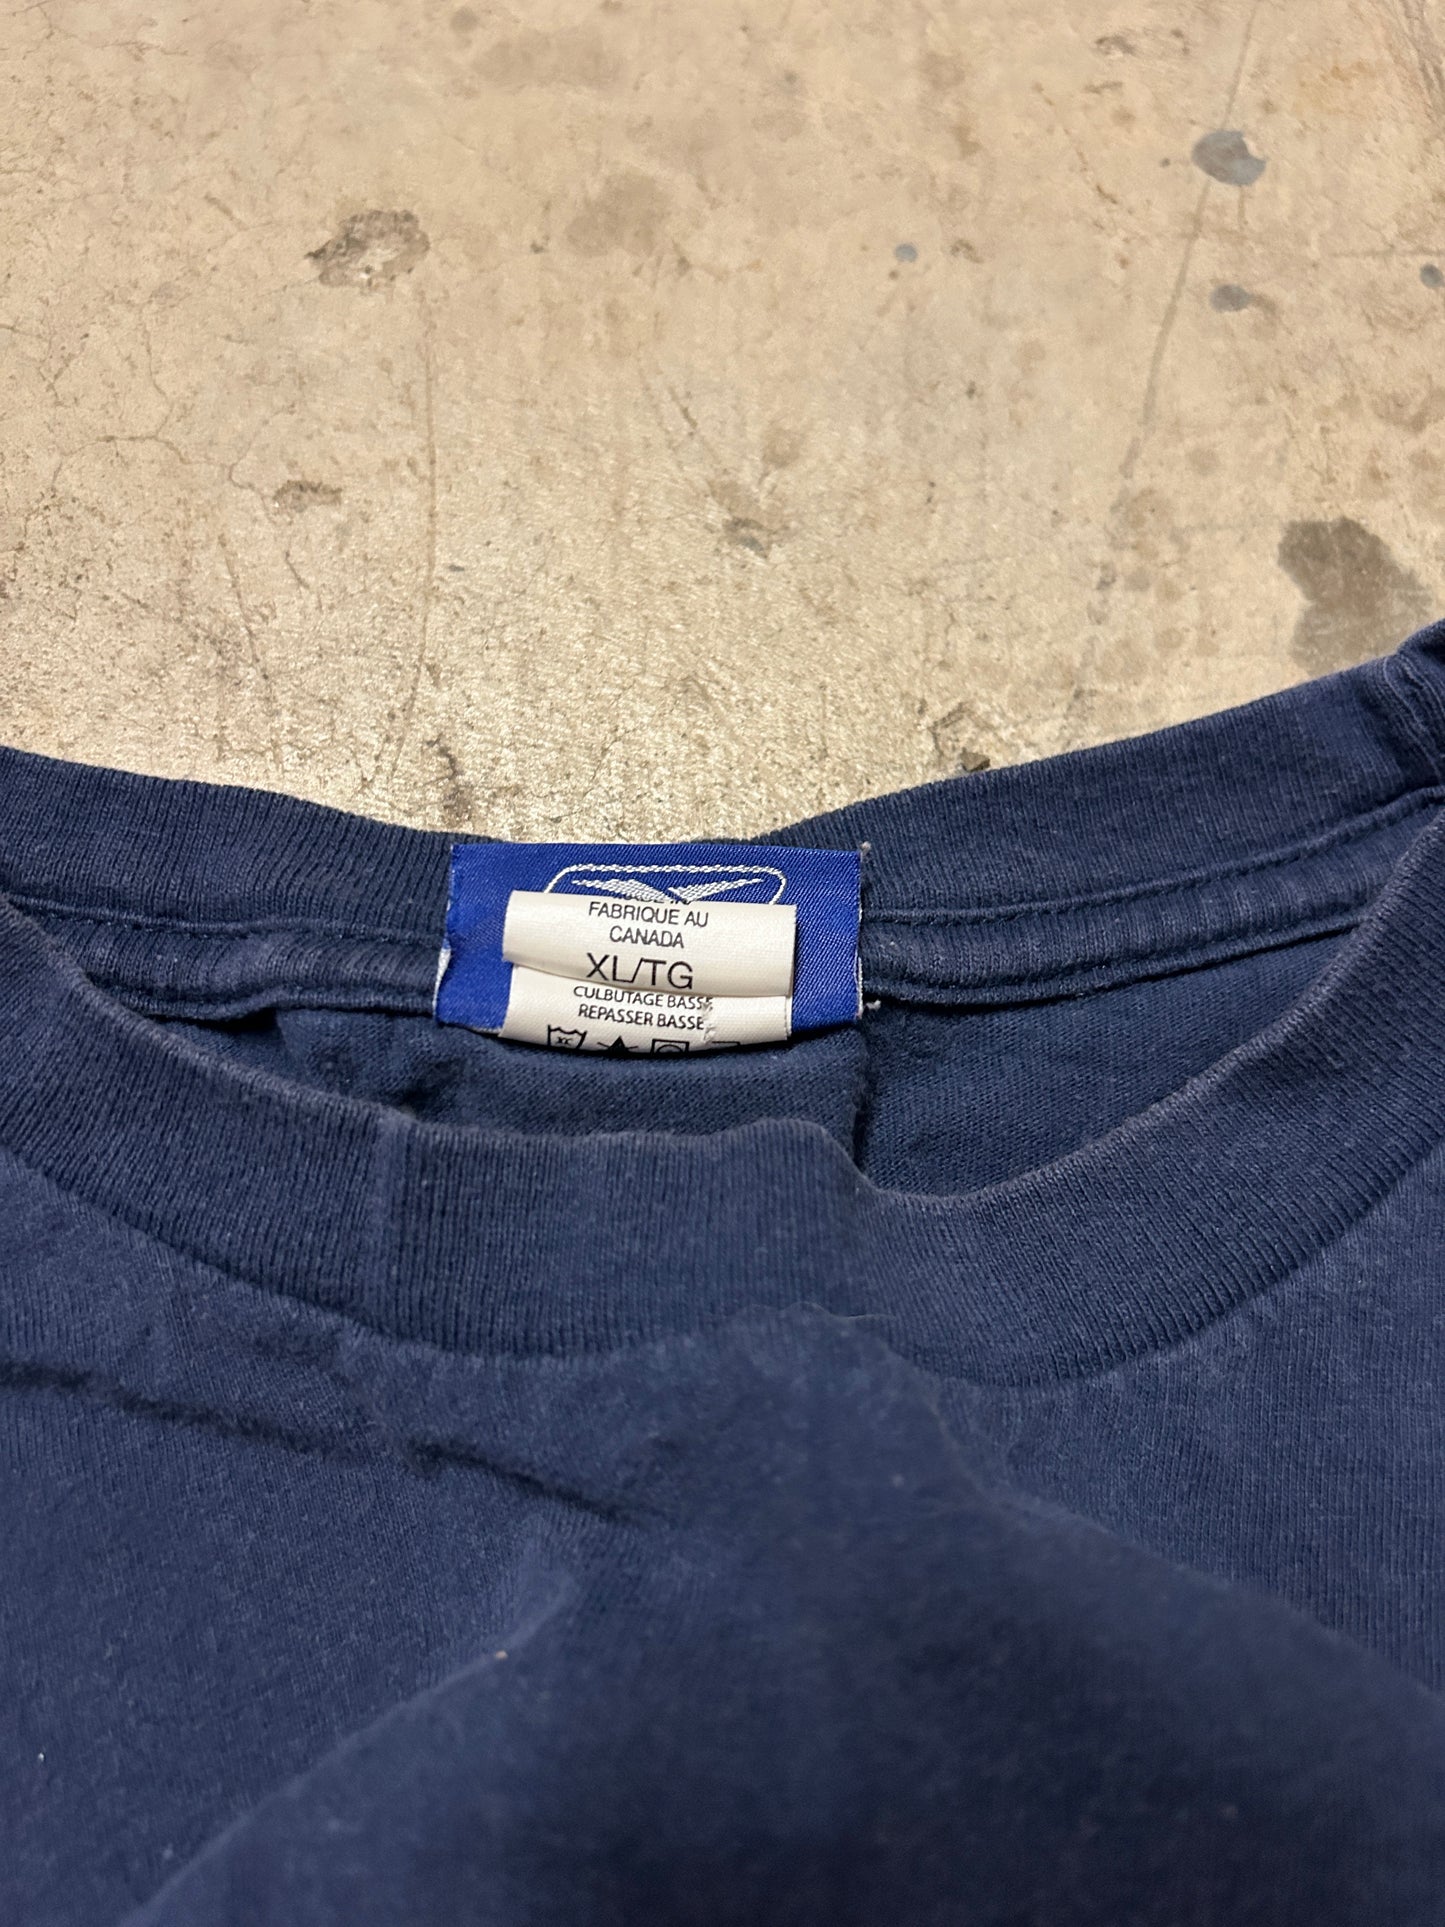 FABRIQUE AU
CANADA
XL/TG
CULBUTAGE BASSE
REPASSER BASSE